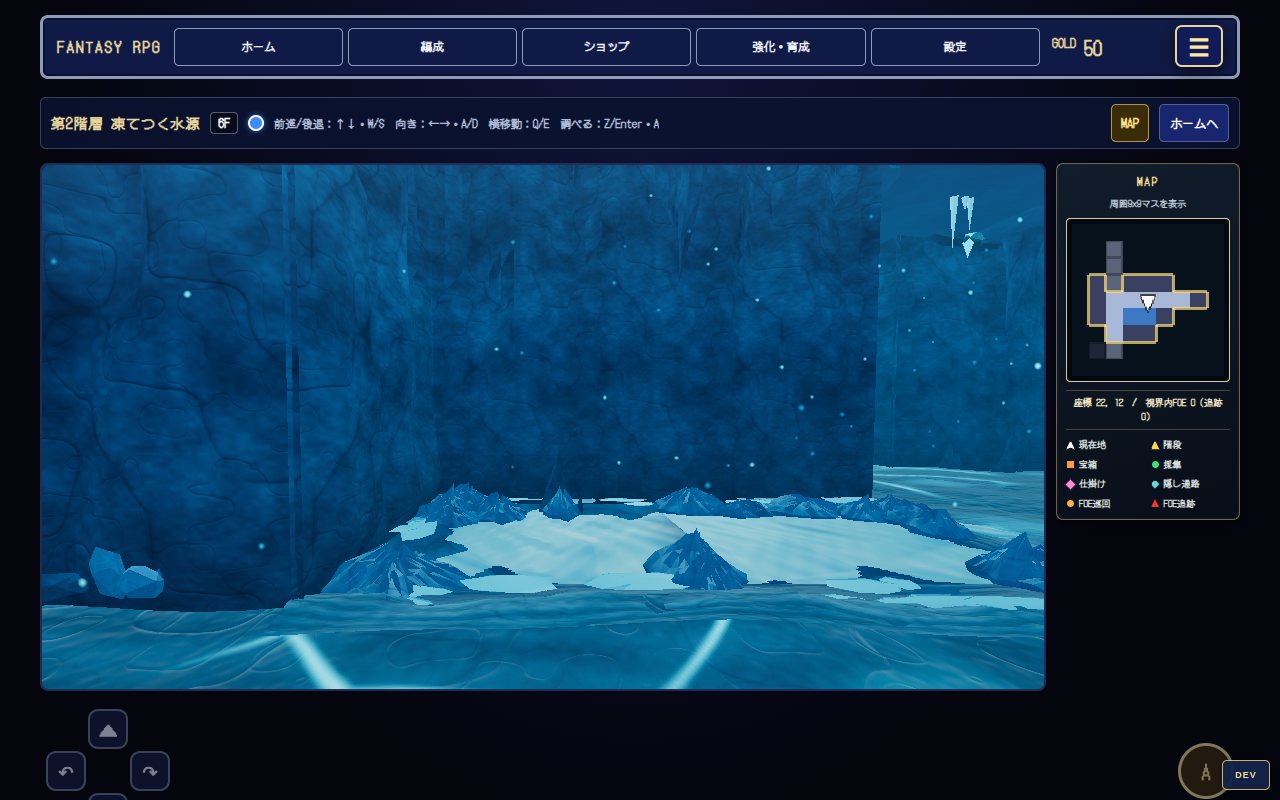 FANTASY RPG
ホーム
編成
ショップ
強化・育成
設定
GOLD 50
第2階層 凍てつく水源
6F
前進/後退：↑↓・W/S 向き：←→・A/D 横移動：Q/E 調べる：Z/Enter・A
MAP
ホームへ
MAP
周囲9x9マスを表示
座標 22, 12 / 視界内FOE 0（追跡
0）
現在地
階段
宝箱
採集
仕掛け
隠し通路
FOE巡回
FOE追跡
A
DEV